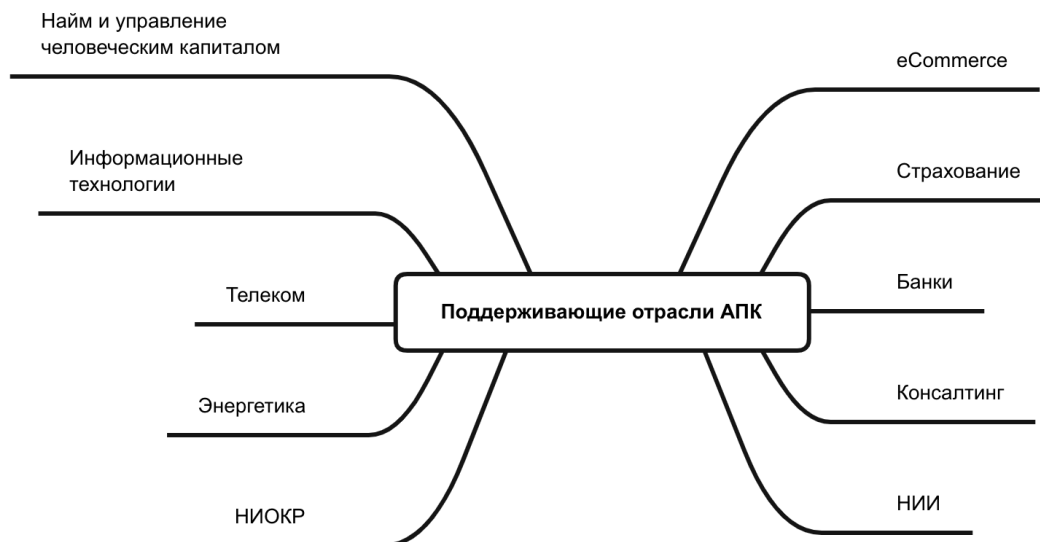 Найм и управление
человеческим капиталом
Информационные
технологии
Телеком
Энергетика
НИОКР
Поддерживающие отрасли АПК
eCommerce
Страхование
Банки
Консалтинг
НИИ